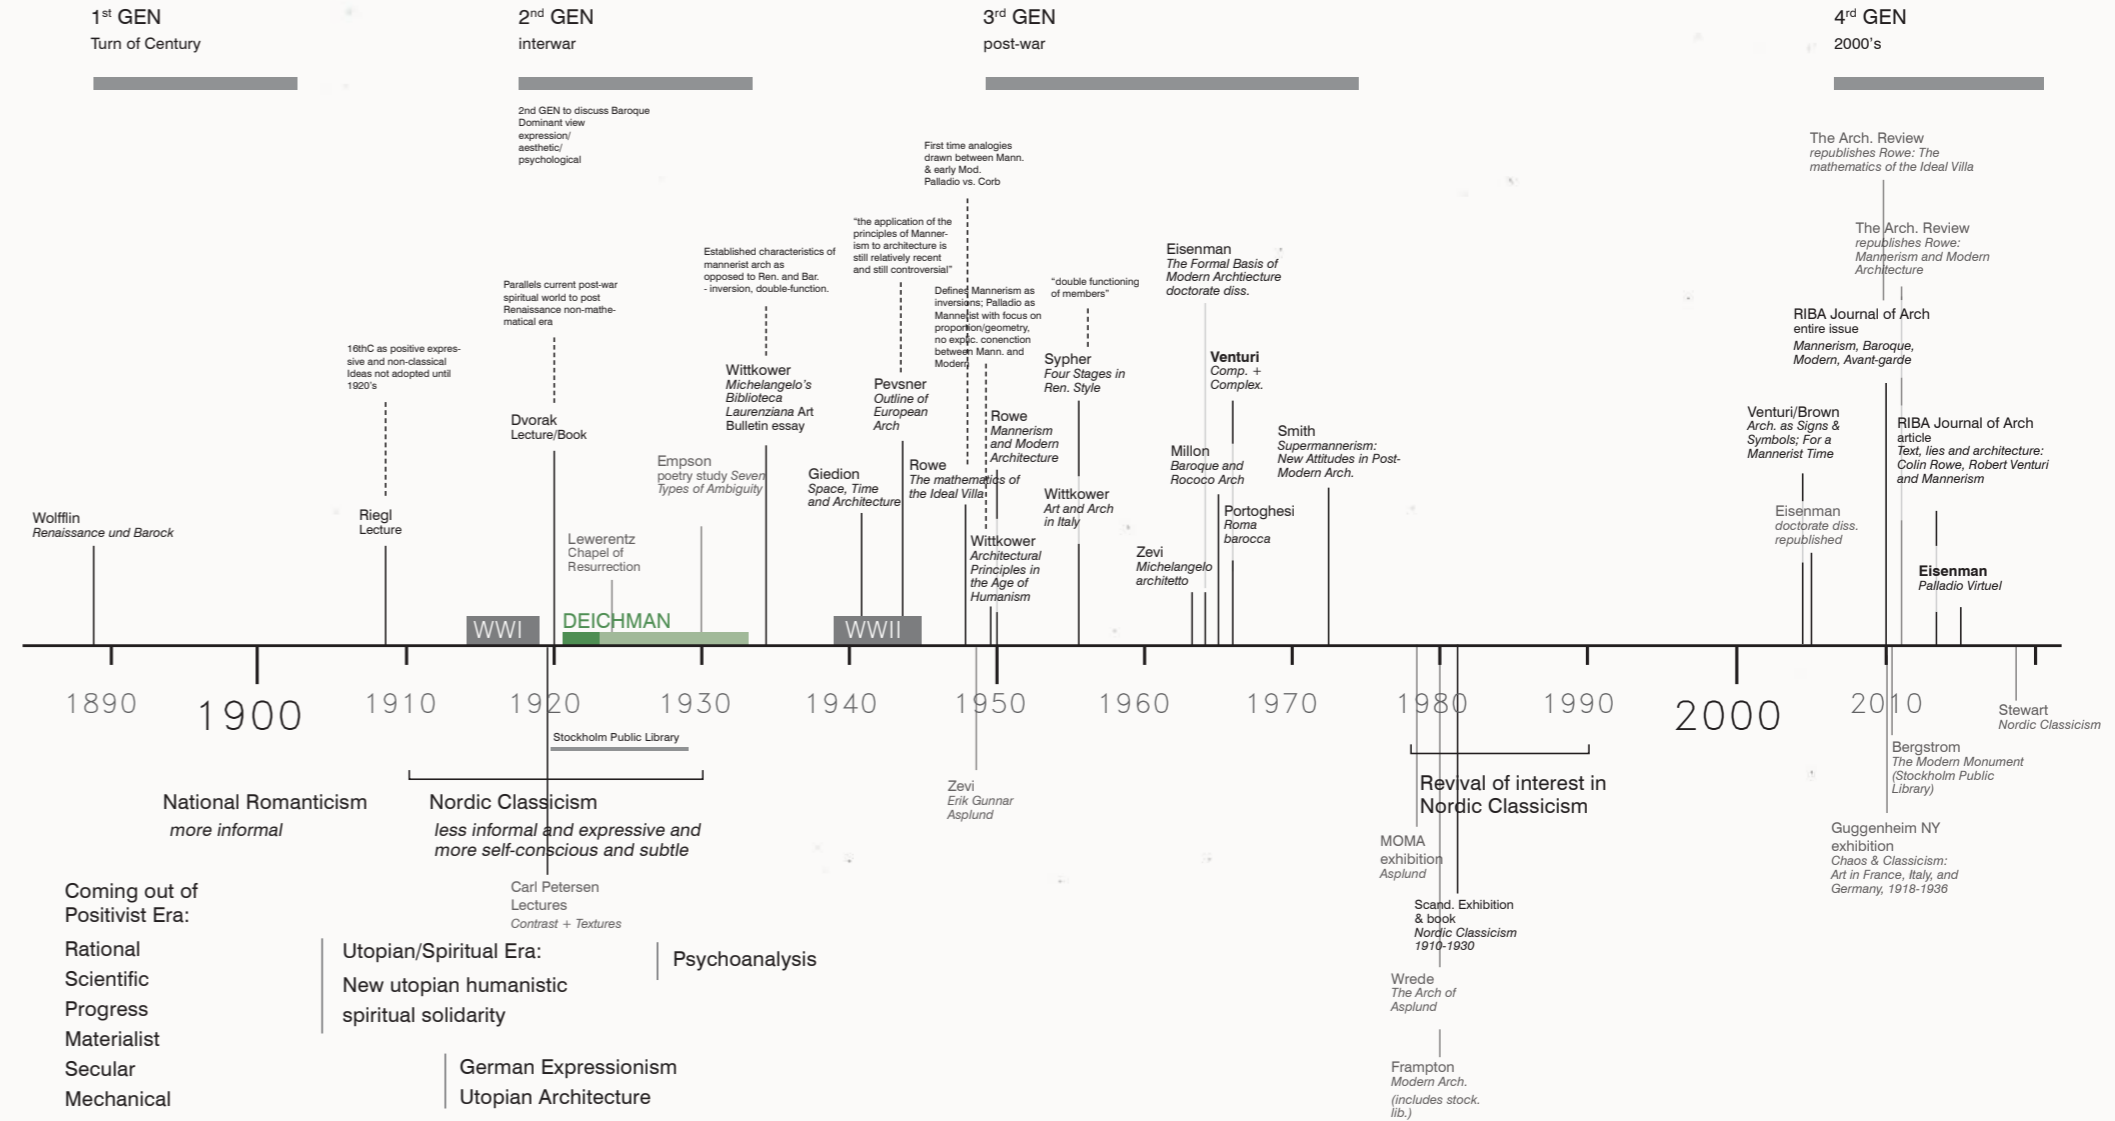 1st GEN
Turn of Century
2nd GEN
interwar
3rd GEN
post-war
4rd GEN
2000's
2nd GEN to discuss Baroque
Dominant view
expression/
aesthetic/
psychological
First time analogies
drawn between Mann.
& early Mod.
Palladio vs. Corb
The Arch. Review
republishes Rowe: The
mathematics of the Ideal Villa
"the application of the
principles of Manner-
ism to architecture is
still relatively recent
and still controversial"
The Arch. Review
republishes Rowe:
Mannerism and Modern
Architecture
Established characteristics of
mannerist arch as
opposed to Ren. and Bar.
- inversion, double-function.
Eisenman
The Formal Basis of
Modern Archtiecture
doctorate diss.
Parallels current post-war
spiritual world to post
Renaissance non-mathe-
matical era
Defines Mannerism as
inversions; Palladio as
Mannerist with focus on
proportion/geometry,
no explic. conenction
between Mann. and
Modern
"double functioning
of members"
RIBA Journal of Arch
entire issue
Mannerism, Baroque,
Modern, Avant-garde
16thC as positive expres-
sive and non-classical
Ideas not adopted until
1920's
Wittkower
Michelangelo's
Biblioteca
Laurenziana Art
Bulletin essay
Pevsner
Outline of
European
Arch
Sypher
Four Stages in
Ren. Style
Venturi
Comp. +
Complex.
Dvorak
Lecture/Book
Rowe
Mannerism
and Modern
Architecture
Smith
Supermannerism:
New Attitudes in Post-
Modern Arch.
Venturi/Brown
Arch. as Signs &
Symbols; For a
Mannerist Time
RIBA Journal of Arch
article
Text, lies and architecture:
Colin Rowe, Robert Venturi
and Mannerism
Empson
poetry study Seven
Types of Ambiguity
Giedion
Space, Time
and Architecture
Rowe
The mathematics of
the Ideal Villa
Millon
Baroque and
Rococo Arch
Wittkower
Art and Arch
in Italy
Wolfflin
Renaissance und Barock
Riegl
Lecture
Portoghesi
Roma
barocca
Eisenman
doctorate diss.
republished
Lewerentz
Chapel of
Resurrection
Wittkower
Architectural
Principles in
the Age of
Humanism
Zevi
Michelangelo
architetto
Eisenman
Palladio Virtuel
WWI
DEICHMAN
WWII
1890
1900
1910
1920
1930
1940
1950
1960
1970
1980
1990
2000
2010
Stewart
Nordic Classicism
Stockholm Public Library
Bergstrom
The Modern Monument
(Stockholm Public
Library)
National Romanticism
more informal
Nordic Classicism
less informal and expressive and
more self-conscious and subtle
Zevi
Erik Gunnar
Asplund
Revival of interest in
Nordic Classicism
MOMA
exhibition
Asplund
Guggenheim NY
exhibition
Chaos & Classicism:
Art in France, Italy, and
Germany, 1918-1936
Carl Petersen
Lectures
Contrast + Textures
Scand. Exhibition
& book
Nordic Classicism
1910-1930
Coming out of
Positivist Era:
Rational
Scientific
Progress
Materialist
Secular
Mechanical
Utopian/Spiritual Era:
New utopian humanistic
spiritual solidarity
Psychoanalysis
German Expressionism
Utopian Architecture
Wrede
The Arch of
Asplund
Frampton
Modern Arch.
(includes stock.
lib.)